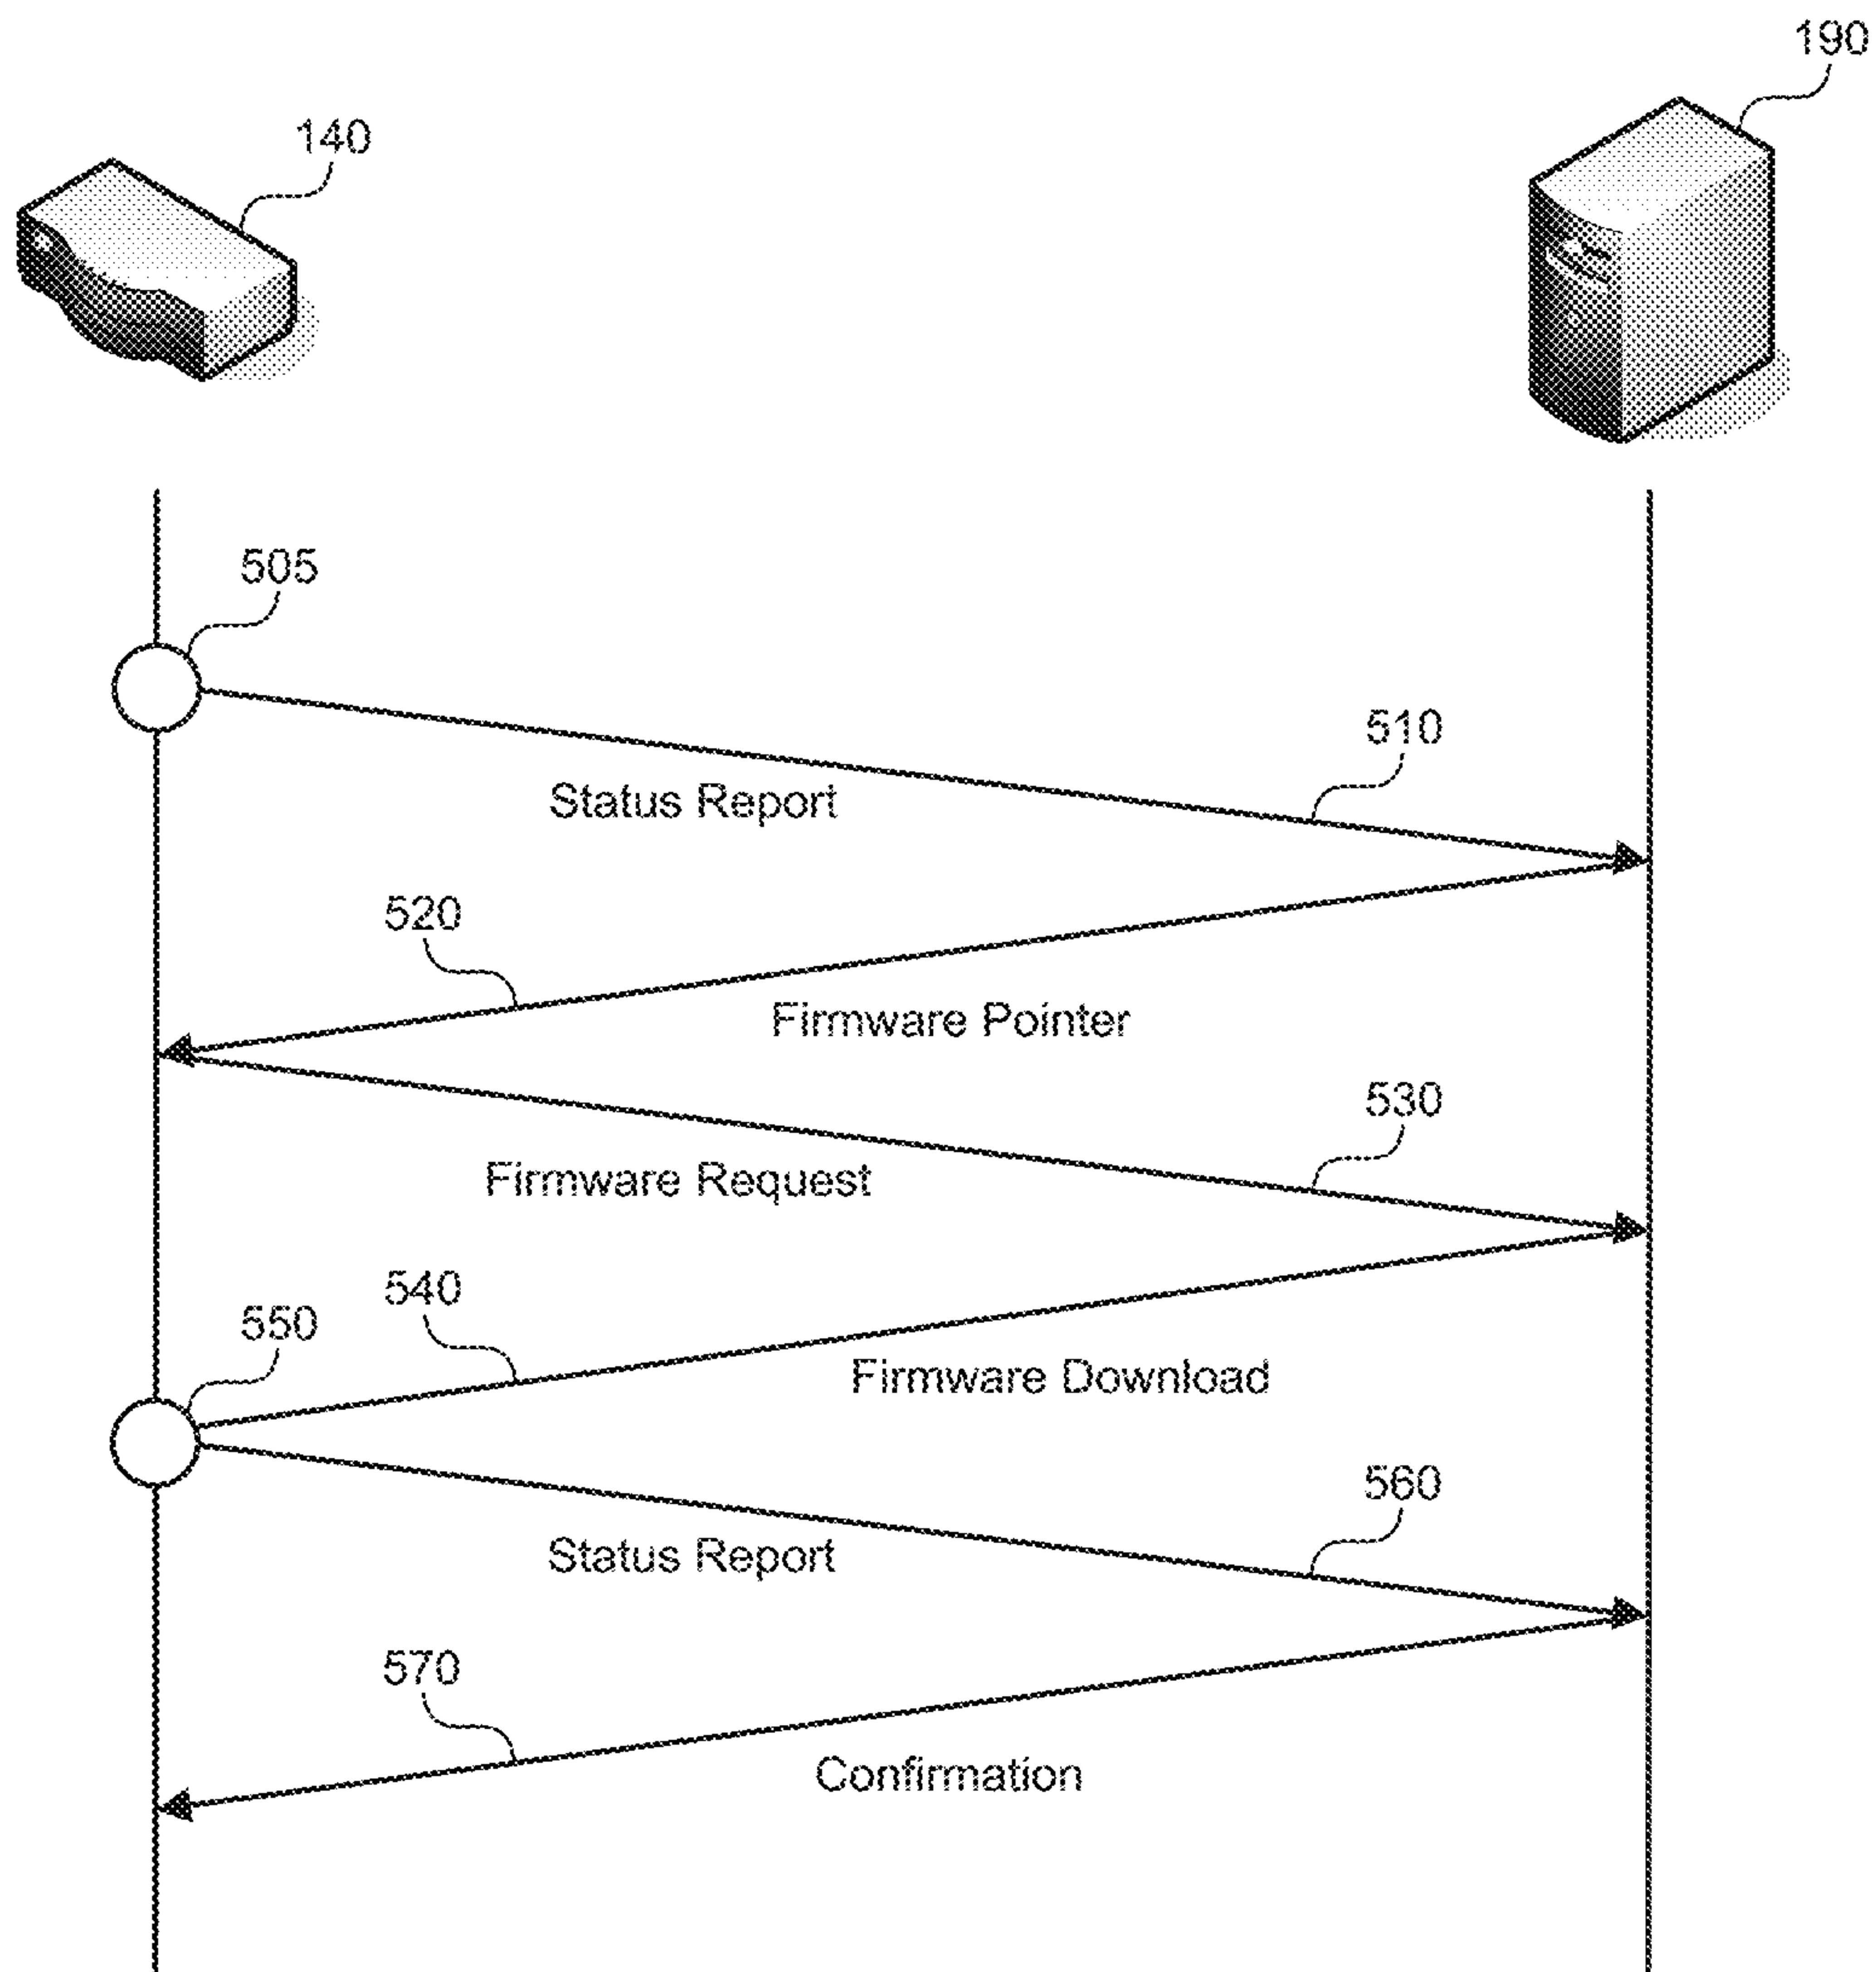 190
140
505
510
Status Report
520
Firmware Pointer
530
Firmware Request
540
550
Firmware Download
560
Status Report
570
Confirmation